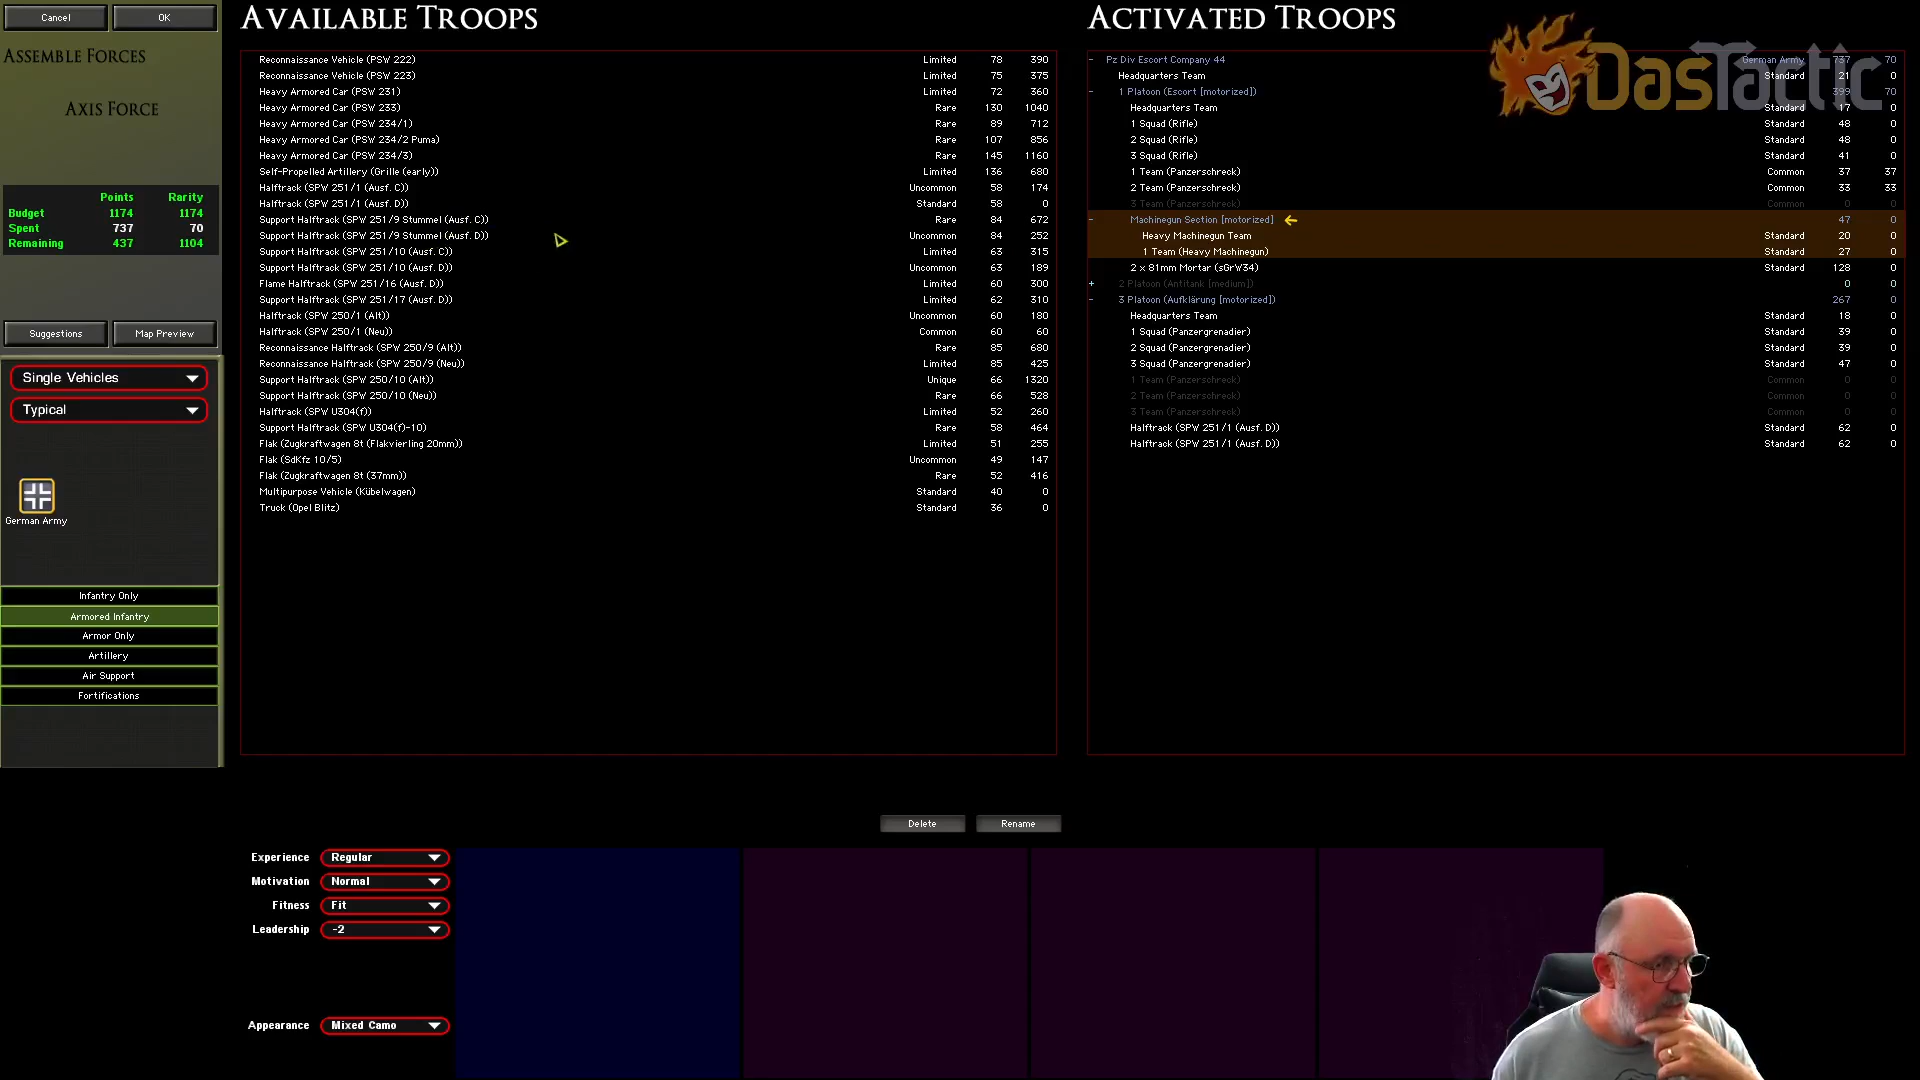 Cancel OK
ASSEMBLE FORCES
AXIS FORCE
Points Rarity
Budget 1174 1174
Spent 737 70
Remaining 437 1104
Suggestions Map Preview
Single Vehicles
Typical
German Army
Infantry Only
Armored Infantry
Armor Only
Artillery
Air Support
Fortifications
AVAILABLE TROOPS
Reconnaissance Vehicle (PSW 222) Limited 78 390
Reconnaissance Vehicle (PSW 223) Limited 75 375
Heavy Armored Car (PSW 231) Limited 72 360
Heavy Armored Car (PSW 233) Rare 130 1040
Heavy Armored Car (PSW 234/1) Rare 89 712
Heavy Armored Car (PSW 234/2 Puma) Rare 107 856
Heavy Armored Car (PSW 234/3) Rare 145 1160
Self-Propelled Artillery (Grille (early)) Limited 136 680
Halftrack (SPW 251/1 (Ausf. C)) Uncommon 58 174
Halftrack (SPW 251/1 (Ausf. D)) Standard 58 0
Support Halftrack (SPW 251/9 Stummel (Ausf. C)) Rare 84 672
Support Halftrack (SPW 251/9 Stummel (Ausf. D)) Uncommon 84 252
Support Halftrack (SPW 251/10 (Ausf. C)) Limited 63 315
Support Halftrack (SPW 251/10 (Ausf. D)) Uncommon 63 189
Flame Halftrack (SPW 251/16 (Ausf. D)) Limited 60 300
Support Halftrack (SPW 251/17 (Ausf. D)) Limited 62 310
Halftrack (SPW 250/1 (Alt)) Uncommon 60 180
Halftrack (SPW 250/1 (Neu)) Common 60 60
Reconnaissance Halftrack (SPW 250/9 (Alt)) Rare 85 680
Reconnaissance Halftrack (SPW 250/9 (Neu)) Limited 85 425
Support Halftrack (SPW 250/10 (Alt)) Unique 66 1320
Support Halftrack (SPW 250/10 (Neu)) Rare 66 528
Halftrack (SPW U304(f)) Limited 52 260
Support Halftrack (SPW U304(f)-10) Rare 58 464
Flak (Zugkraftwagen 8t (Flakvierling 20mm)) Limited 51 255
Flak (SdKfz 10/5) Uncommon 49 147
Flak (Zugkraftwagen 8t (37mm)) Rare 52 416
Multipurpose Vehicle (Kübelwagen) Standard 40 0
Truck (Opel Blitz) Standard 36 0
ACTIVATED TROOPS
DasTactic
- Pz Div Escort Company 44 German Army 737 70
Headquarters Team Standard 21 0
- 1 Platoon (Escort [motorized]) 399 70
Headquarters Team Standard 17 0
1 Squad (Rifle) Standard 48 0
2 Squad (Rifle) Standard 48 0
3 Squad (Rifle) Standard 41 0
1 Team (Panzerschreck) Common 37 37
2 Team (Panzerschreck) Common 33 33
3 Team (Panzerschreck) Common 0 0
- Machinegun Section [motorized] 47 0
Heavy Machinegun Team Standard 20 0
1 Team (Heavy Machinegun) Standard 27 0
2 x 81mm Mortar (sGrW34) Standard 128 0
+ 2 Platoon (Antitank [medium]) 0 0
- 3 Platoon (Aufklärung [motorized]) 267 0
Headquarters Team Standard 18 0
1 Squad (Panzergrenadier) Standard 39 0
2 Squad (Panzergrenadier) Standard 39 0
3 Squad (Panzergrenadier) Standard 47 0
1 Team (Panzerschreck) Common 0 0
2 Team (Panzerschreck) Common 0 0
3 Team (Panzerschreck) Common 0 0
Halftrack (SPW 251/1 (Ausf. D)) Standard 62 0
Halftrack (SPW 251/1 (Ausf. D)) Standard 62 0
Delete Rename
Experience Regular
Motivation Normal
Fitness Fit
Leadership -2
Appearance Mixed Camo